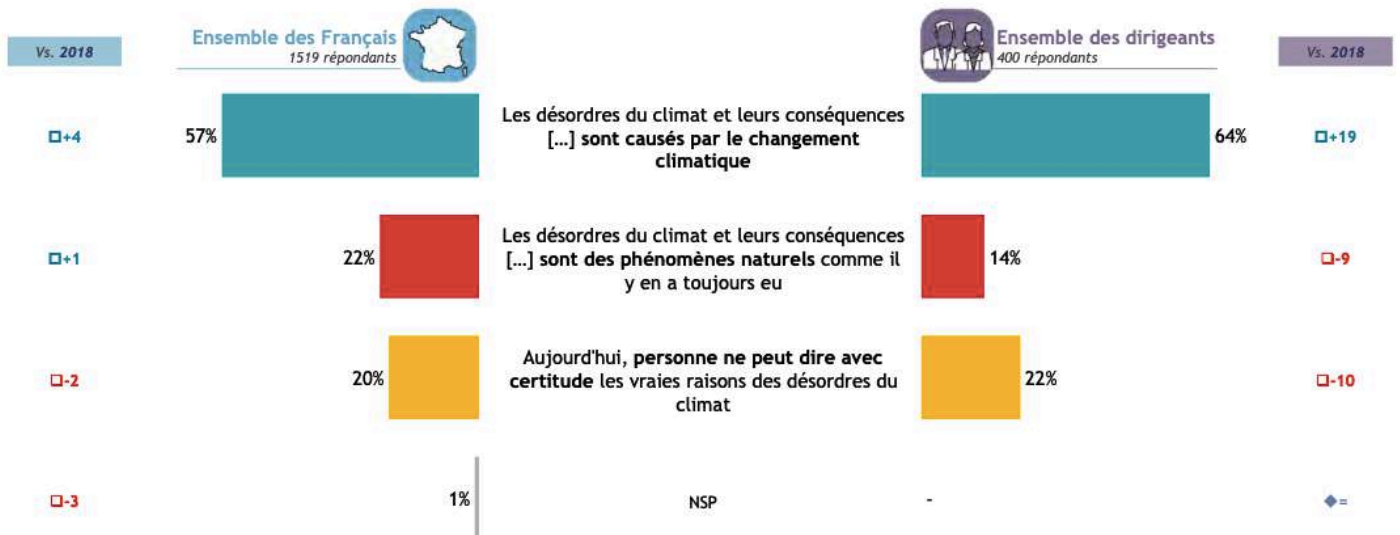 Vs. 2018
Ensemble des Français
1519 répondants
Ensemble des dirigeants
400 répondants
Vs. 2018
+4
57%
Les désordres du climat et leurs conséquences
[...] sont causés par le changement
climatique
64%
+19
+1
22%
Les désordres du climat et leurs conséquences
[...] sont des phénomènes naturels comme il
y en a toujours eu
14%
-9
-2
20%
Aujourd'hui, personne ne peut dire avec
certitude les vraies raisons des désordres du
climat
22%
-10
-3
1%
NSP
-
=